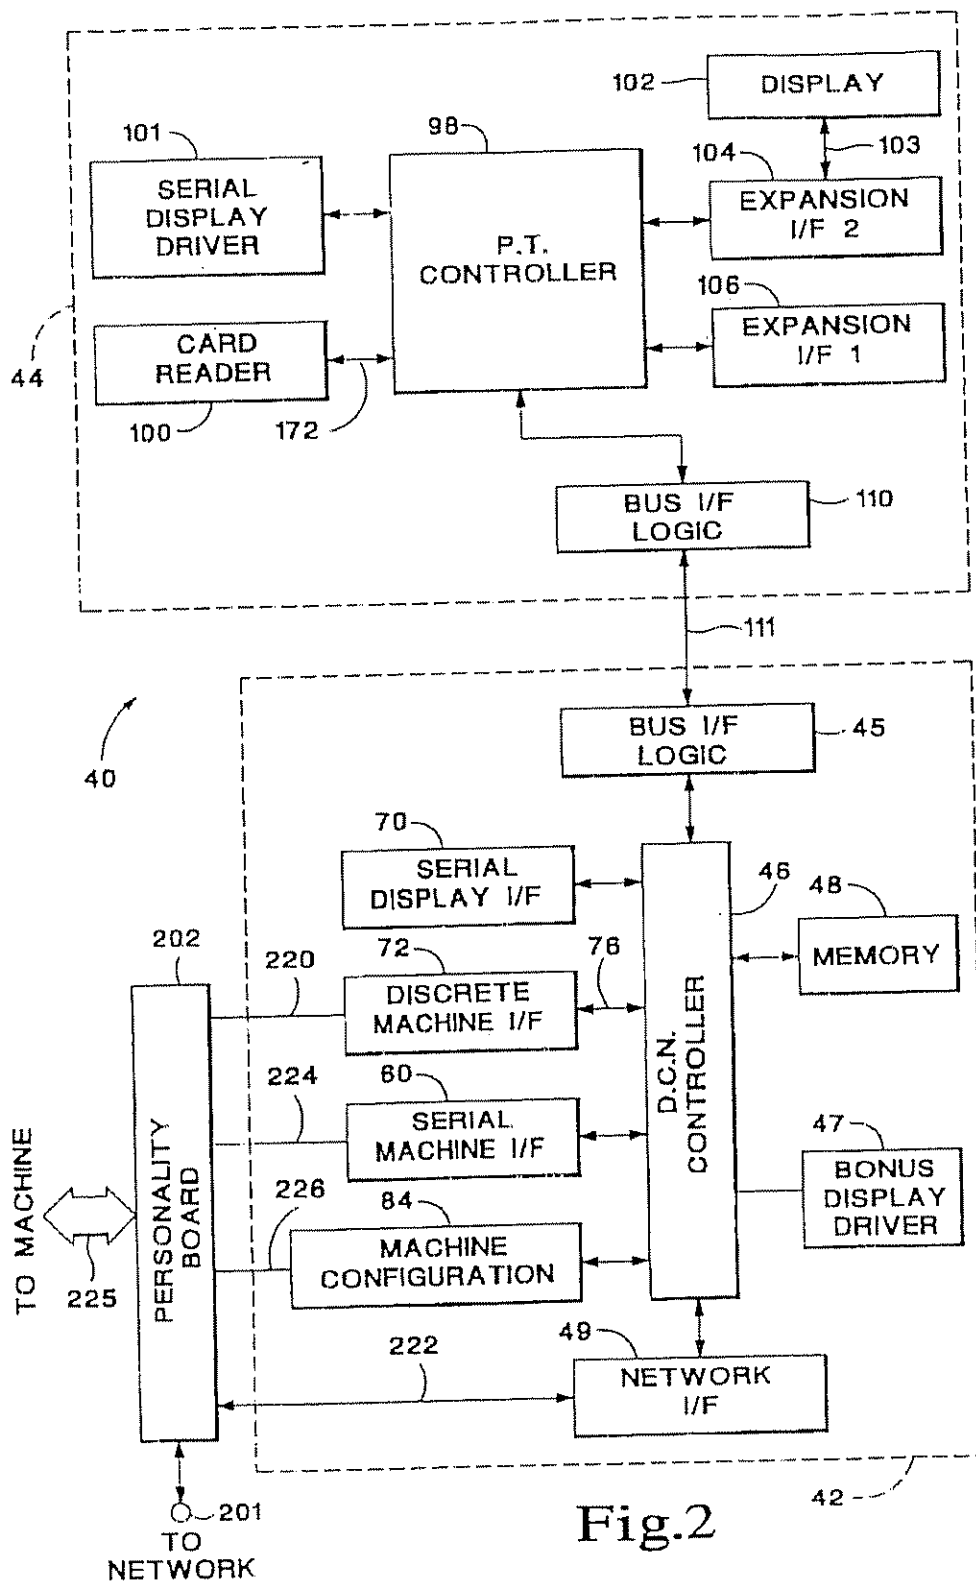 102
DISPLAY
101
98
103
104
SERIAL
DISPLAY
DRIVER
P.T.
CONTROLLER
EXPANSION
I/F 2
106
EXPANSION
I/F 1
CARD
READER
44
100
172
BUS I/F
LOGIC
110
111
BUS I/F
LOGIC
45
40
70
SERIAL
DISPLAY I/F
46
48
MEMORY
202
220
72
76
DISCRETE
MACHINE I/F
D.C.N.
CONTROLLER
224
60
SERIAL
MACHINE I/F
47
BONUS
DISPLAY
DRIVER
TO MACHINE
225
PERSONALITY
BOARD
226
84
MACHINE
CONFIGURATION
222
49
NETWORK
I/F
42
201
TO
NETWORK
Fig.2